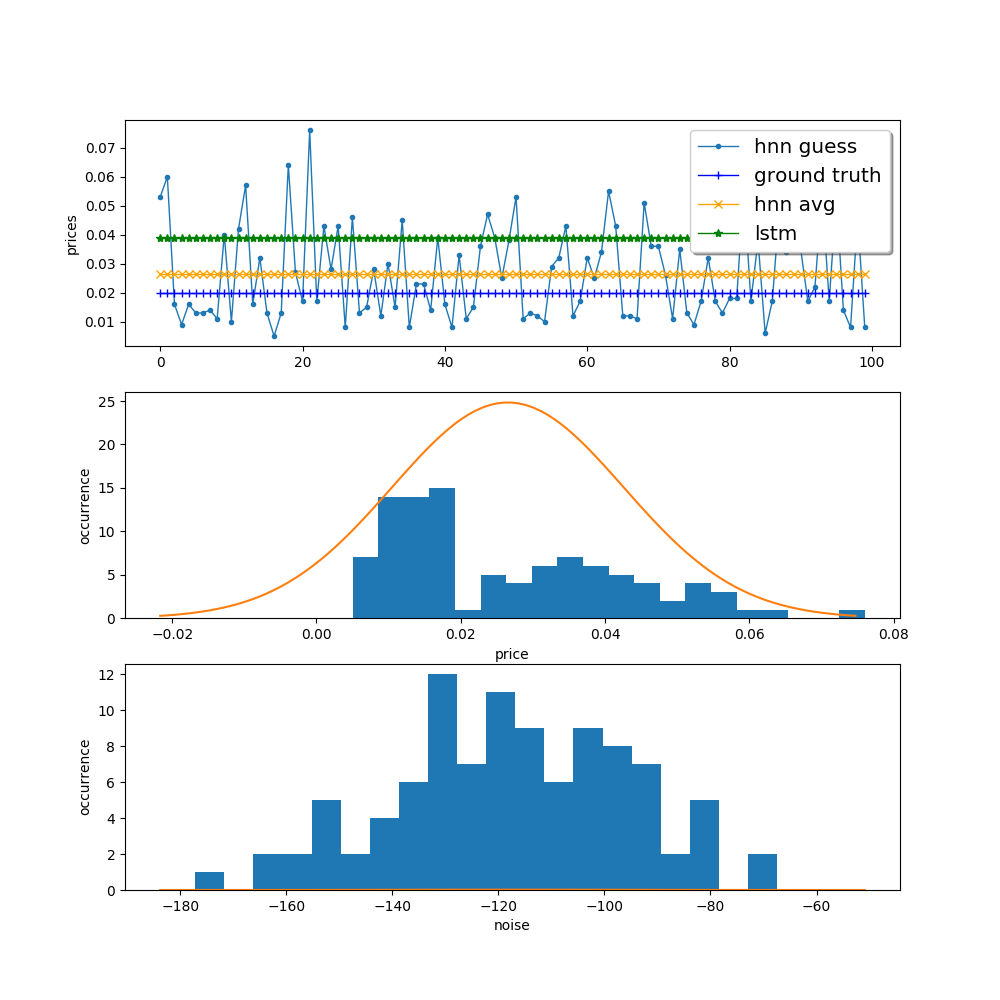 0.07
0.06
0.05
0.04
0.03
0.02
0.01
prices
hnn guess
ground truth
hnn avg
lstm
0 20 40 60 80 100
25
20
15
10
5
0
occurrence
−0.02 0.00 0.02 0.04 0.06 0.08
price
12
10
8
6
4
2
0
occurrence
−180 −160 −140 −120 −100 −80 −60
noise